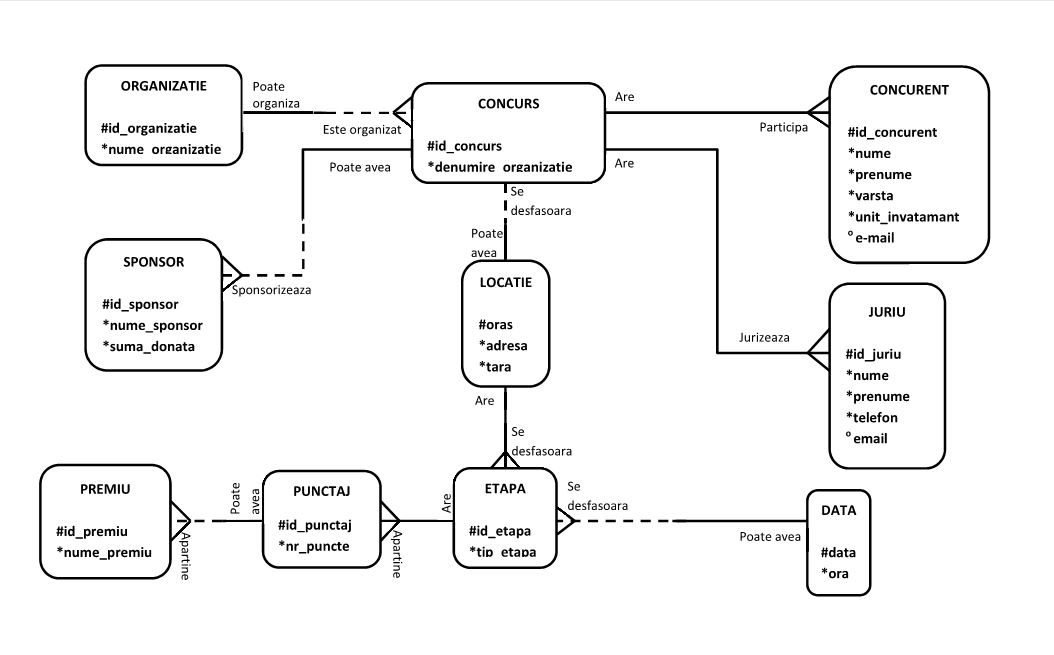 ORGANIZATIE
#id_organizatie
*nume_organizatie
Poate
organiza
Este organizat
CONCURS
#id_concurs
*denumire_organizatie
Are
Participa
CONCURENT
#id_concurent
*nume
*prenume
*varsta
*unit_invatamant
°e-mail
Poate avea
Are
Se
desfasoara
Poate
avea
SPONSOR
#id_sponsor
*nume_sponsor
*suma_donata
Sponsorizeaza
LOCATIE
#oras
*adresa
*tara
Jurizeaza
JURIU
#id_juriu
*nume
*prenume
*telefon
°email
Are
Se
desfasoara
PREMIU
#id_premiu
*nume_premiu
Apartine
Poate
avea
PUNCTAJ
#id_punctaj
*nr_puncte
Apartine
Are
ETAPA
#id_etapa
*tip_etapa
Se
desfasoara
Poate avea
DATA
#data
*ora